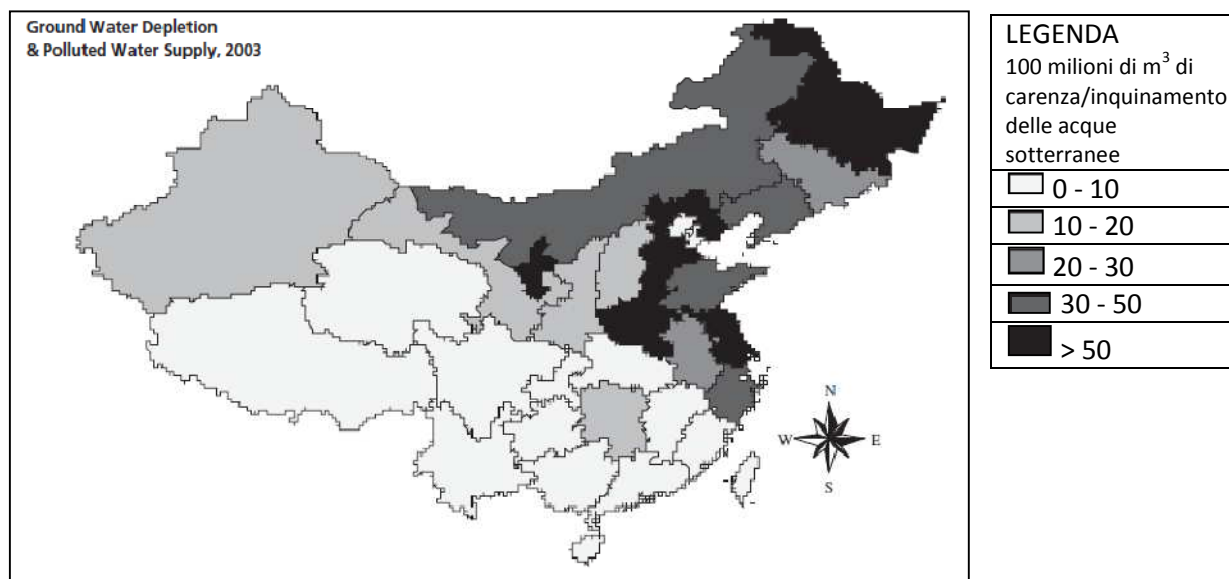 Ground Water Depletion
& Polluted Water Supply, 2003
N
W E
S
LEGENDA
100 milioni di m³ di
carenza/inquinamento
delle acque
sotterranee
0 - 10
10 - 20
20 - 30
30 - 50
> 50